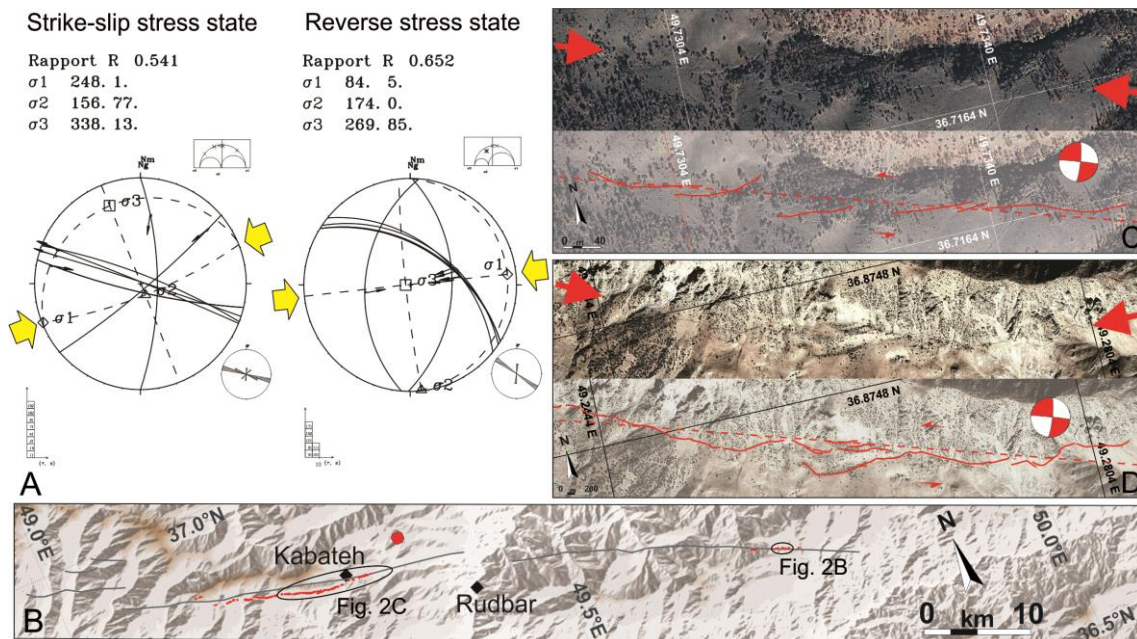 Strike-slip stress state
Rapport R 0.541
σ1 248. 1.
σ2 156. 77.
σ3 338. 13.
Nm
Ng
σ3
σ2
σ1
(τ, σ)
A
Reverse stress state
Rapport R 0.652
σ1 84. 5.
σ2 174. 0.
σ3 269. 85.
Nm
Ng
σ1
σ3
σ2
10 (τ, σ)
49.7304 E
49.7340 E
36.7164 N
49.7304 E
49.7340 E
36.7164 N
N
0 m 40
C
36.8748 N
49.2804 E
49.2444 E
36.8748 N
49.2804 E
N
0 m 200
D
49.0°E
37.0°N
Kabateh
Fig. 2C
Rudbar
49.5°E
Fig. 2B
N
50.0°E
36.5°N
0 km 10
B